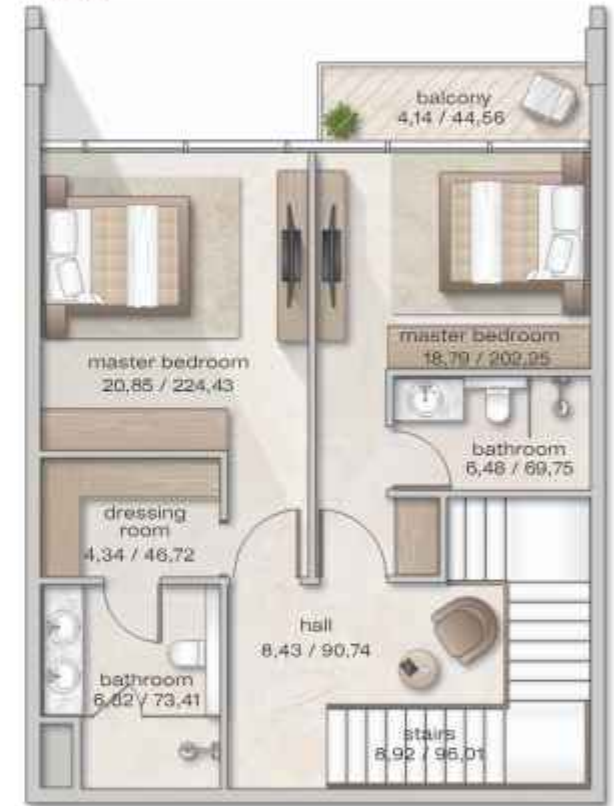 balcony
4,14 / 44,56
master bedroom
20,85 / 224,43
master bedroom
18,79 / 202,25
bathroom
6,48 / 69,75
dressing
room
4,34 / 46,72
hall
8,43 / 90,74
bathroom
6,82 / 73,41
stairs
8,92 / 96,01